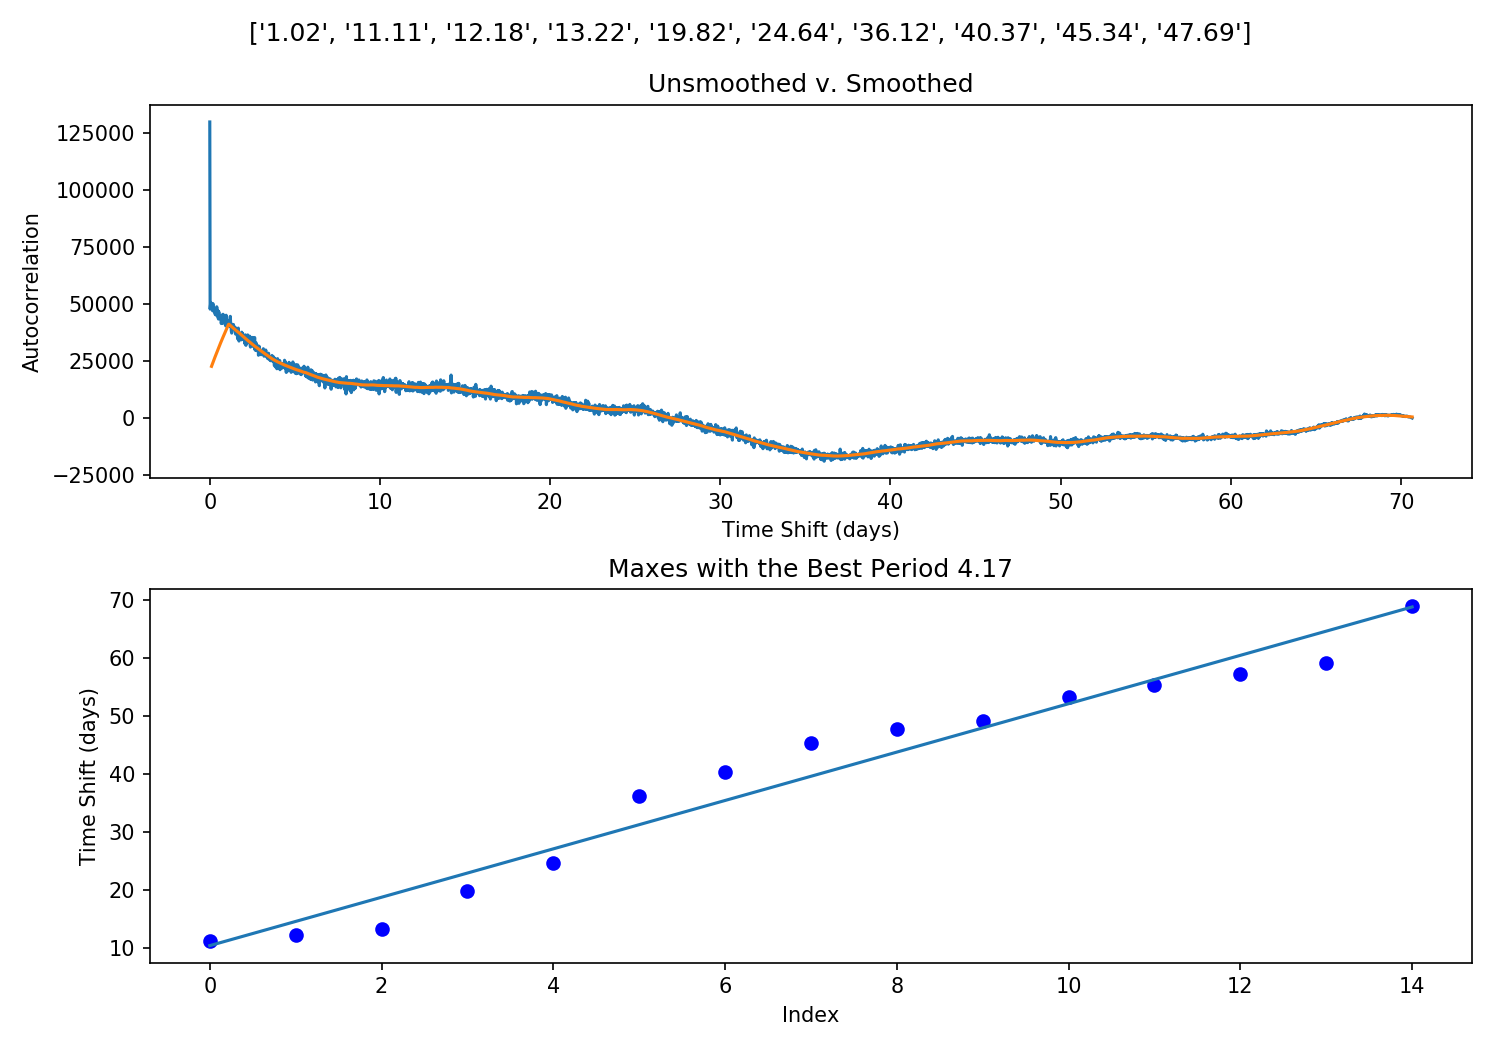 ['1.02', '11.11', '12.18', '13.22', '19.82', '24.64', '36.12', '40.37', '45.34', '47.69']
Unsmoothed v. Smoothed
Autocorrelation
125000
100000
75000
50000
25000
0
−25000
0 10 20 30 40 50 60 70
Time Shift (days)
Maxes with the Best Period 4.17
Time Shift (days)
70
60
50
40
30
20
10
0 2 4 6 8 10 12 14
Index